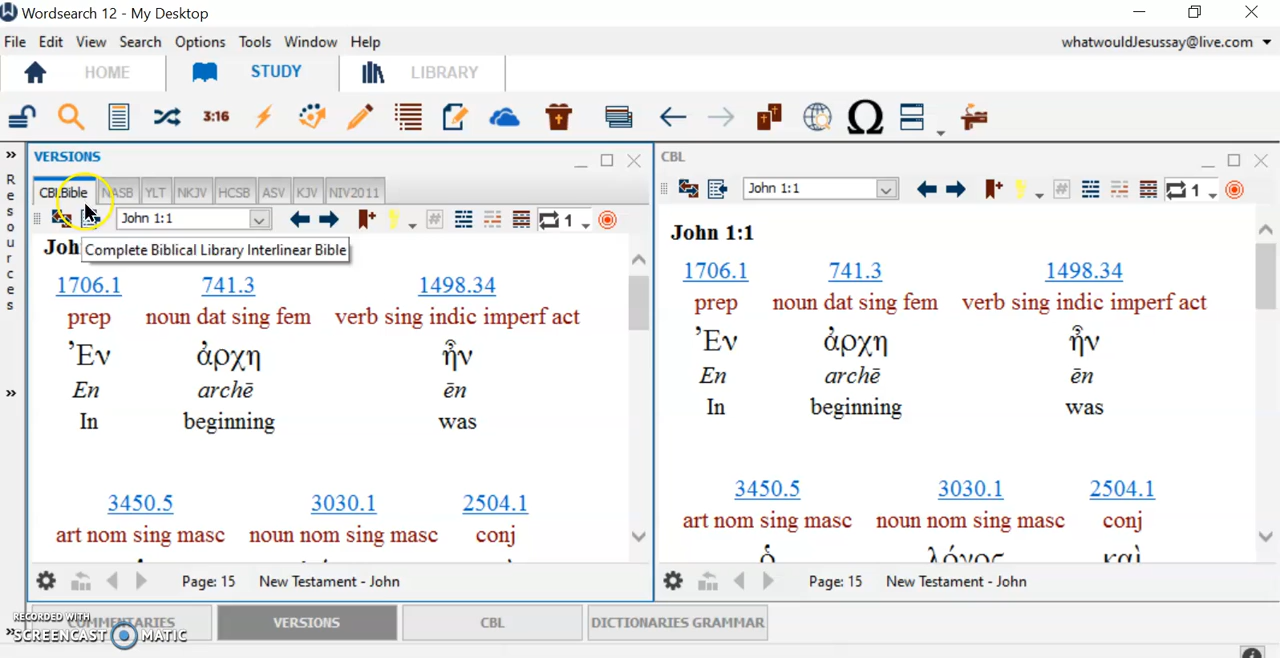 Wordsearch 12 - My Desktop
File Edit View Search Options Tools Window Help whatwouldJesussay@live.com
HOME STUDY LIBRARY
3:16
Resources
VERSIONS
CBLBible NASB YLT NKJV HCSB ASV KJV NIV2011
John 1:1 # 1
Joh
Complete Biblical Library Interlinear Bible
1706.1 741.3 1498.34
prep noun dat sing fem verb sing indic imperf act
Ἐν ἀρχη ἦν
En archē ēn
In beginning was
3450.5 3030.1 2504.1
art nom sing masc noun nom sing masc conj
Page: 15 New Testament - John
CBL
John 1:1 # 1
John 1:1
1706.1 741.3 1498.34
prep noun dat sing fem verb sing indic imperf act
Ἐν ἀρχη ἦν
En archē ēn
In beginning was
3450.5 3030.1 2504.1
art nom sing masc noun nom sing masc conj
ὁ λόγος καὶ
Page: 15 New Testament - John
COMMENTARIES VERSIONS CBL DICTIONARIES GRAMMAR
RECORDED WITH
SCREENCAST MATIC